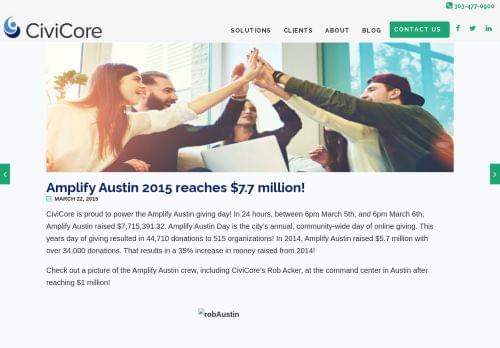 303-477-0900
CiviCore
SOLUTIONS CLIENTS ABOUT BLOG CONTACT US
Amplify Austin 2015 reaches $7.7 million!
MARCH 22, 2015
CiviCore is proud to power the Amplify Austin giving day! In 24 hours, between 6pm March 5th, and 6pm March 6th,
Amplify Austin raised $7,715,391.32. Amplify Austin Day is the city's annual, community-wide day of online giving. This
years day of giving resulted in 44,710 donations to 515 organizations! In 2014, Amplify Austin raised $5.7 million with
over 34,000 donations. That results in a 35% increase in money raised from 2014!
Check out a picture of the Amplify Austin crew, including CiviCore's Rob Acker, at the command center in Austin after
reaching $1 million!
robAustin